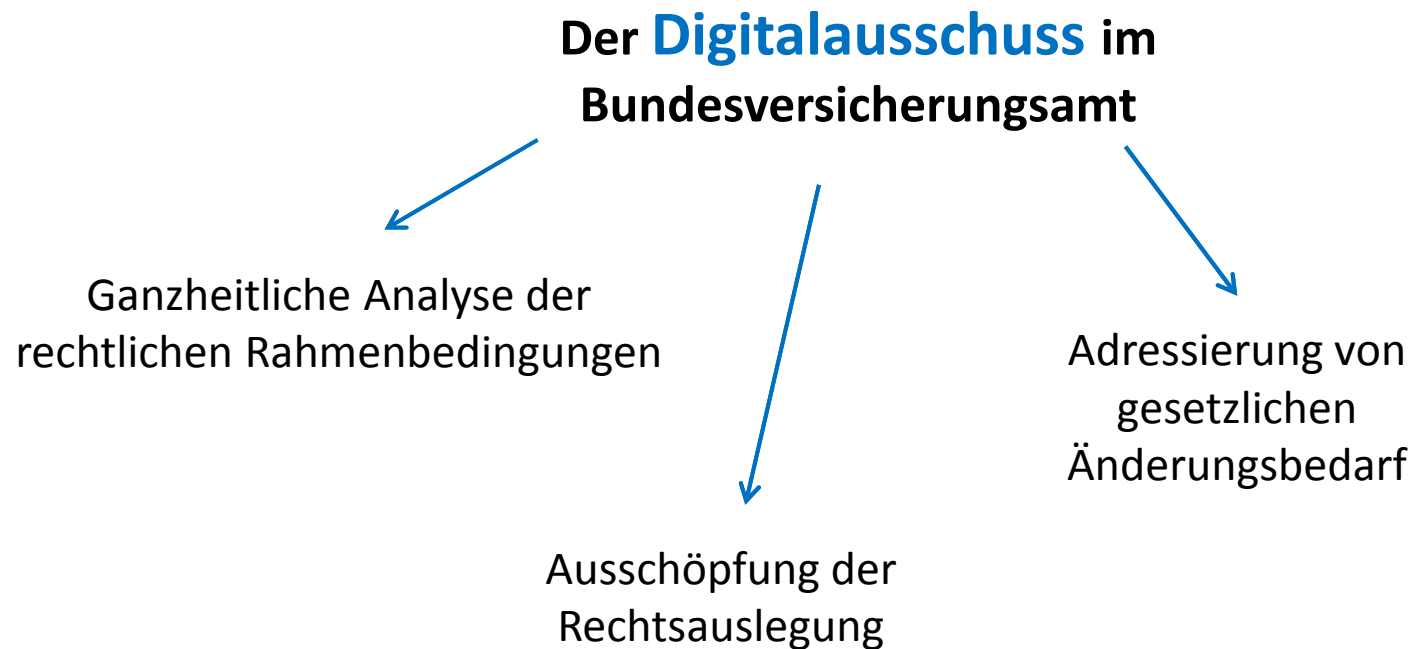 Der Digitalausschuss im
Bundesversicherungsamt
Ganzheitliche Analyse der
rechtlichen Rahmenbedingungen
Adressierung von
gesetzlichen
Änderungsbedarf
Ausschöpfung der
Rechtsauslegung